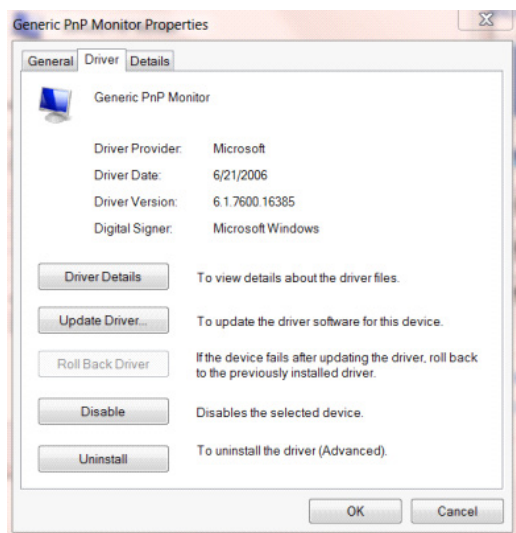 Generic PnP Monitor Properties
General Driver Details
Generic PnP Monitor
Driver Provider: Microsoft
Driver Date: 6/21/2006
Driver Version: 6.1.7600.16385
Digital Signer: Microsoft Windows
Driver Details To view details about the driver files.
Update Driver... To update the driver software for this device.
Roll Back Driver If the device fails after updating the driver, roll back
to the previously installed driver.
Disable Disables the selected device.
Uninstall To uninstall the driver (Advanced).
OK Cancel